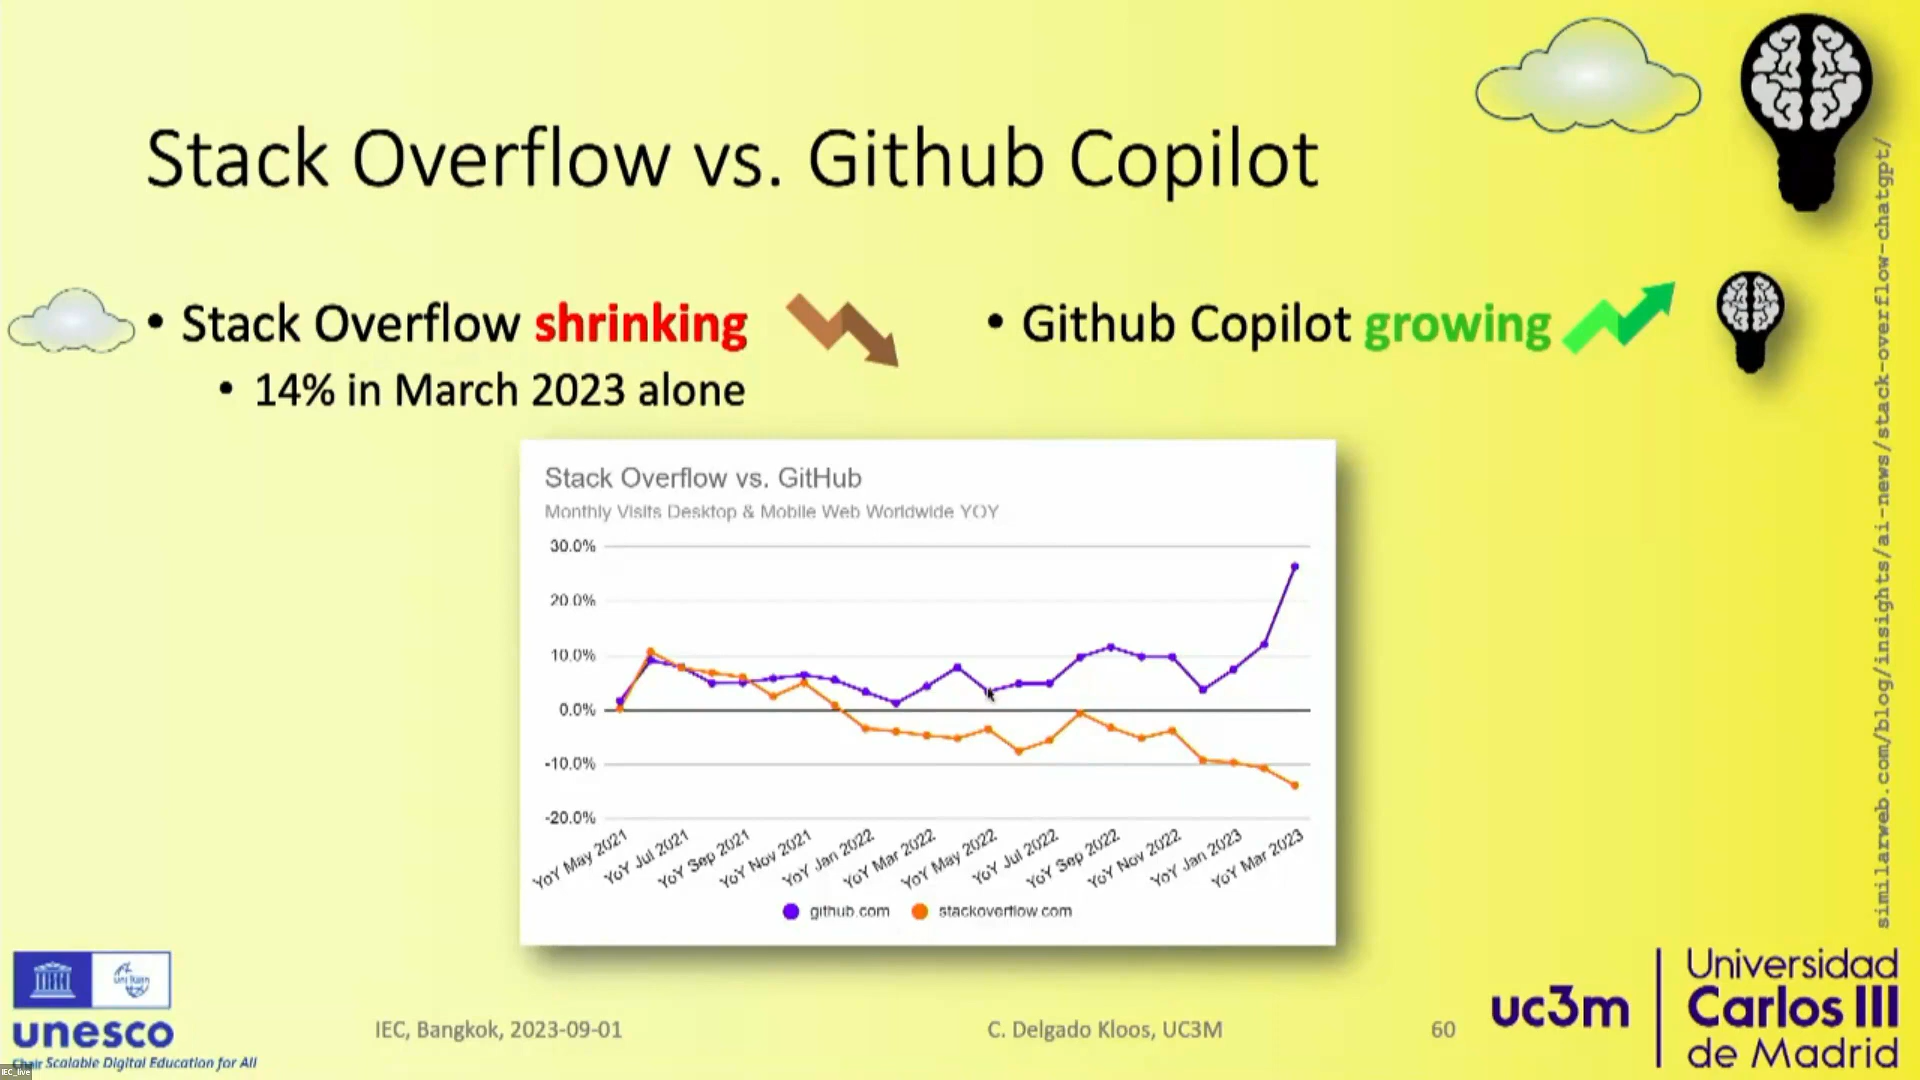 Stack Overflow vs. Github Copilot
• Stack Overflow shrinking
• 14% in March 2023 alone
• Github Copilot growing
similarweb.com/blog/insights/ai-news/stack-overflow-chatgpt/
Stack Overflow vs. GitHub
Monthly Visits Desktop & Mobile Web Worldwide YOY
30.0%
20.0%
10.0%
0.0%
-10.0%
-20.0%
YoY May 2021
YoY Jul 2021
YoY Sep 2021
YoY Nov 2021
YoY Jan 2022
YoY Mar 2022
YoY May 2022
YoY Jul 2022
YoY Sep 2022
YoY Nov 2022
YoY Jan 2023
YoY Mar 2023
github.com
stackoverflow.com
unesco
Chair Scalable Digital Education for All
IEC_live
IEC, Bangkok, 2023-09-01
C. Delgado Kloos, UC3M
60
uc3m
Universidad
Carlos III
de Madrid